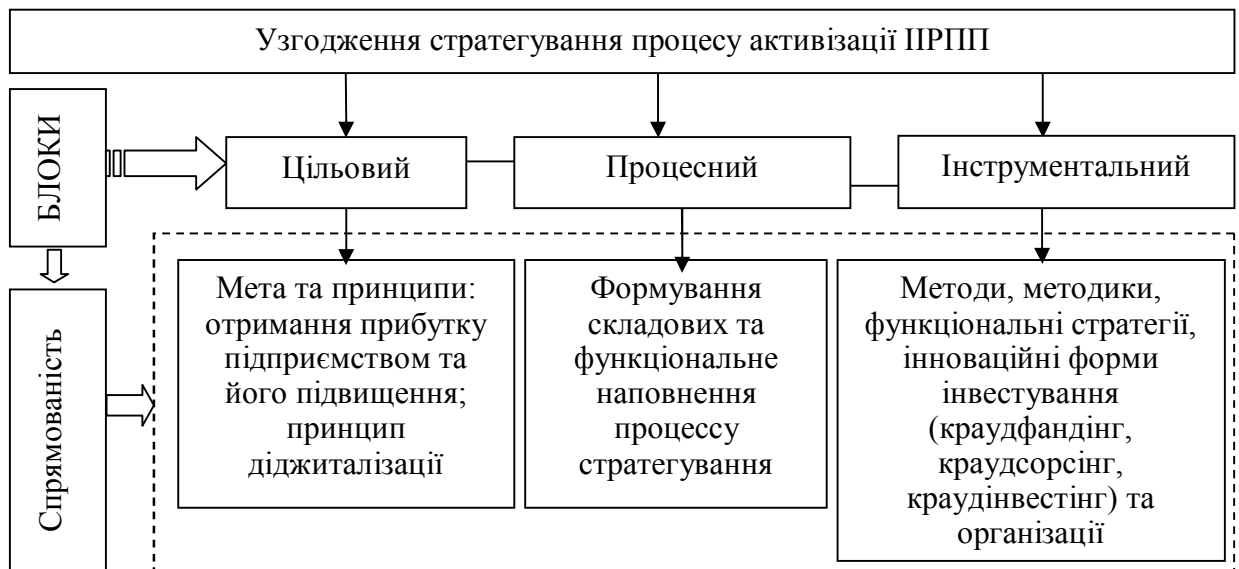 Узгодження стратегування процесу активізації ІІРПП
БЛОКИ
Цільовий
Процесний
Інструментальний
Спрямованість
Мета та принципи:
отримання прибутку
підприємством та
його підвищення;
принцип
діджиталізації
Формування
складових та
функціональне
наповнення
процессу
стратегування
Методи, методики,
функціональні стратегії,
інноваційні форми
інвестування
(краудфандінг,
краудсорсінг,
краудінвестінг) та
організації